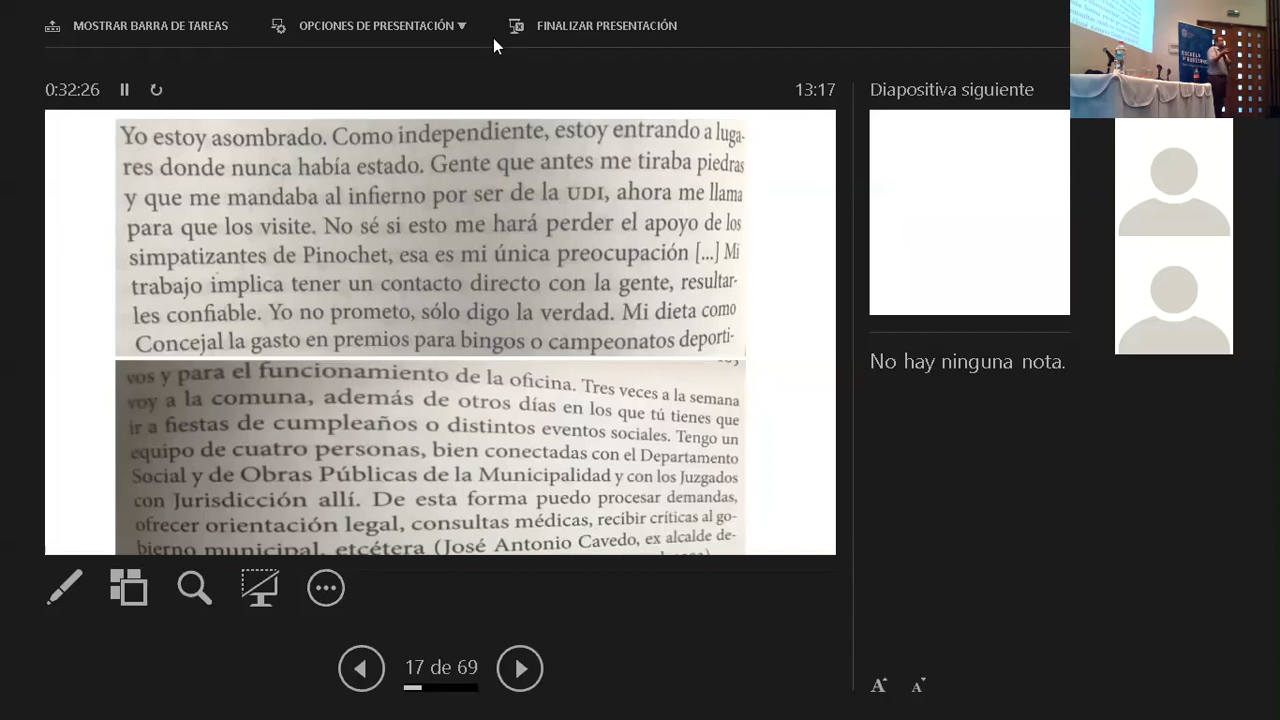 MOSTRAR BARRA DE TAREAS
OPCIONES DE PRESENTACIÓN ▼
FINALIZAR PRESENTACIÓN
0:32:26
13:17
Diapositiva siguiente
Yo estoy asombrado. Como independiente, estoy entrando a luga-
res donde nunca había estado. Gente que antes me tiraba piedras
y que me mandaba al infierno por ser de la UDI, ahora me llama
para que los visite. No sé si esto me hará perder el apoyo de los
simpatizantes de Pinochet, esa es mi única preocupación [...] Mi
trabajo implica tener un contacto directo con la gente, resultar-
les confiable. Yo no prometo, sólo digo la verdad. Mi dieta como
Concejal la gasto en premios para bingos o campeonatos deporti-
vos y para el funcionamiento de la oficina. Tres veces a la semana
voy a la comuna, además de otros días en los que tú tienes que
ir a fiestas de cumpleaños o distintos eventos sociales. Tengo un
equipo de cuatro personas, bien conectadas con el Departamento
Social y de Obras Públicas de la Municipalidad y con los Juzgados
con Jurisdicción allí. De esta forma puedo procesar demandas,
ofrecer orientación legal, consultas médicas, recibir críticas al go-
bierno municipal, etcétera (José Antonio Cavedo, ex alcalde de-
No hay ninguna nota.
17 de 69
A A
ESCUELA
DE GOBIERNO